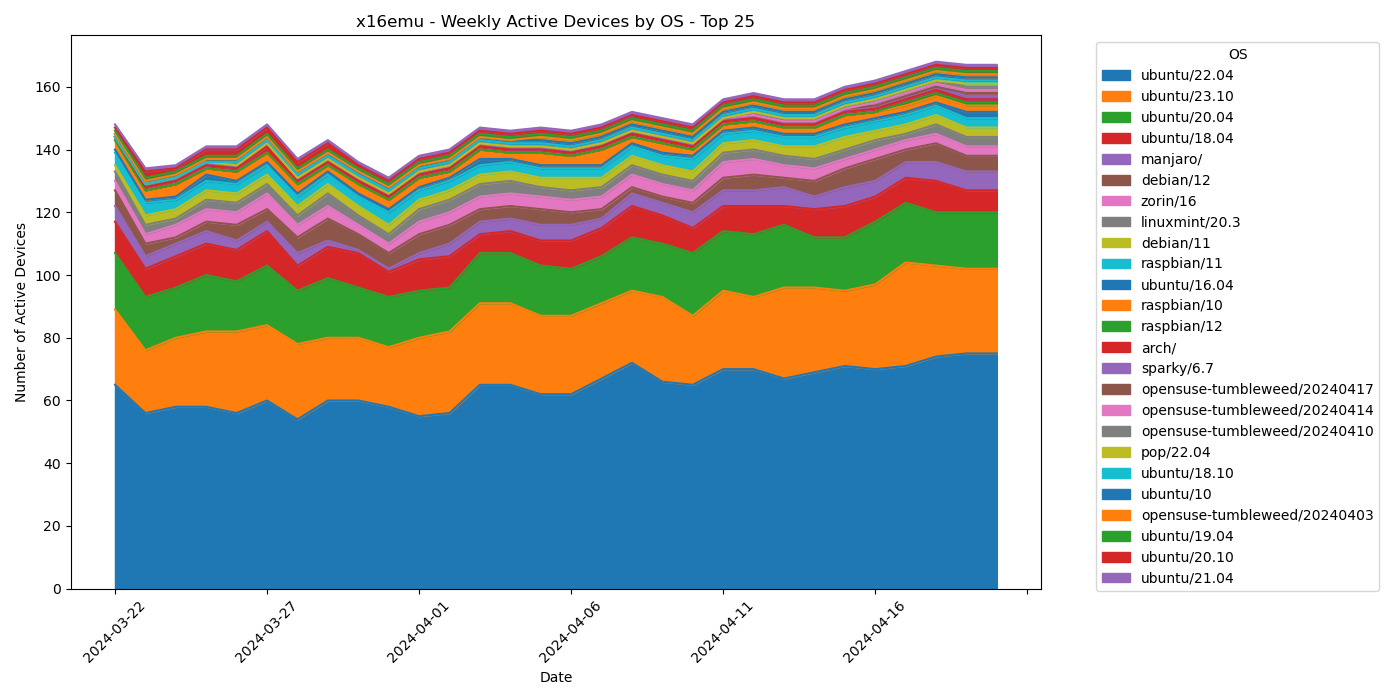 x16emu - Weekly Active Devices by OS - Top 25
Number of Active Devices
160
140
120
100
80
60
40
20
0
2024-03-22
2024-03-27
2024-04-01
2024-04-06
2024-04-11
2024-04-16
Date
OS
ubuntu/22.04
ubuntu/23.10
ubuntu/20.04
ubuntu/18.04
manjaro/
debian/12
zorin/16
linuxmint/20.3
debian/11
raspbian/11
ubuntu/16.04
raspbian/10
raspbian/12
arch/
sparky/6.7
opensuse-tumbleweed/20240417
opensuse-tumbleweed/20240414
opensuse-tumbleweed/20240410
pop/22.04
ubuntu/18.10
ubuntu/10
opensuse-tumbleweed/20240403
ubuntu/19.04
ubuntu/20.10
ubuntu/21.04